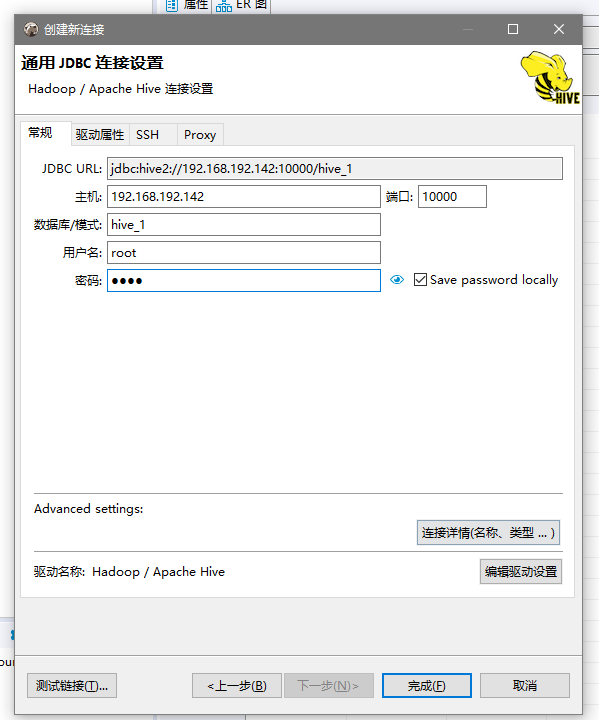 属性 ER 图
创建新连接
通用 JDBC 连接设置
Hadoop / Apache Hive 连接设置
HIVE
常规 驱动属性 SSH Proxy
JDBC URL: jdbc:hive2://192.168.192.142:10000/hive_1
主机: 192.168.192.142 端口: 10000
数据库/模式: hive_1
用户名: root
密码: ●●●● Save password locally
Advanced settings:
连接详情(名称、类型 ... )
驱动名称: Hadoop / Apache Hive 编辑驱动设置
测试链接(T)... <上一步(B) 下一步(N)> 完成(F) 取消